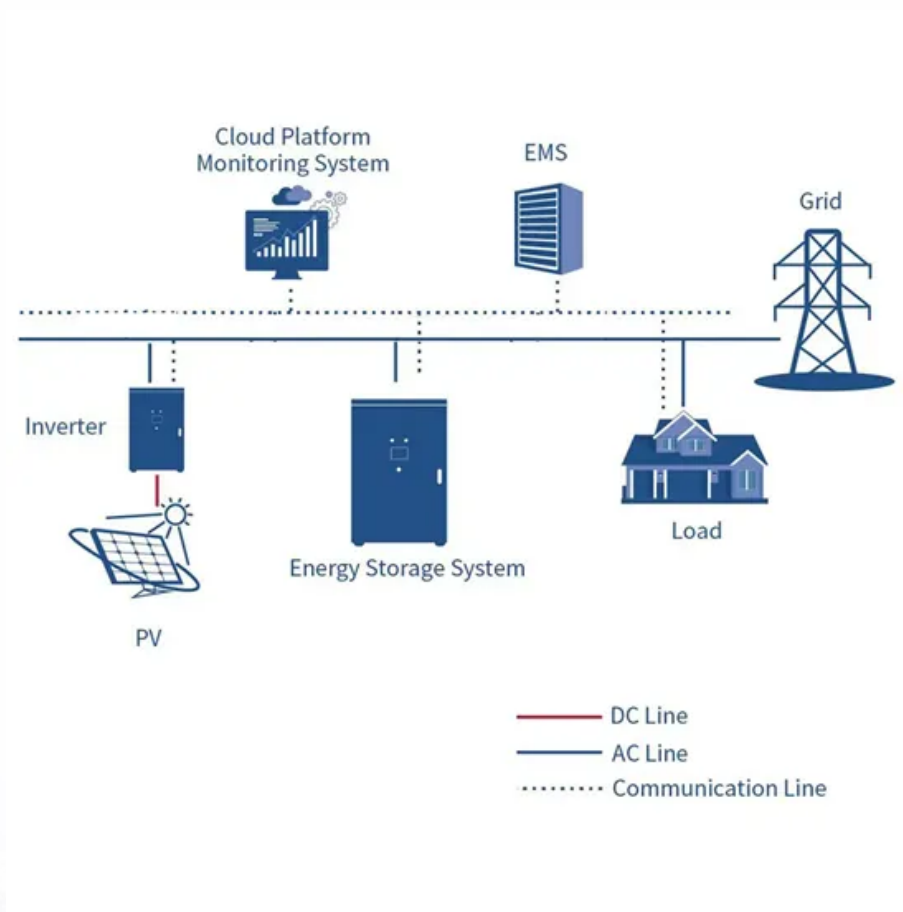 Cloud Platform
Monitoring System
EMS
Grid
Inverter
Energy Storage System
Load
PV
DC Line
AC Line
Communication Line